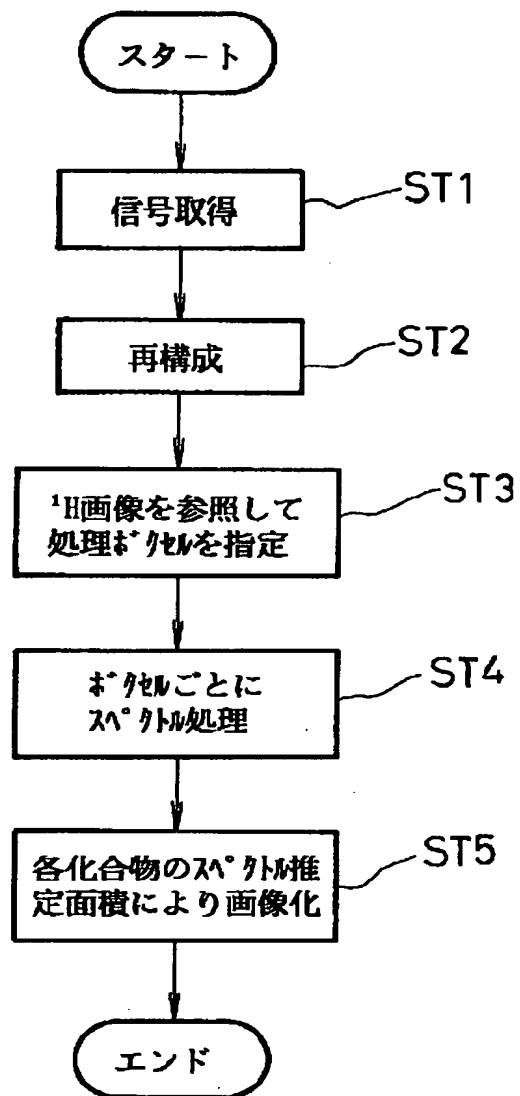 スタート
信号取得
ST1
再構成
ST2
¹H画像を参照して
処理ﾎﾞｸｾﾙを指定
ST3
ﾎﾞｸｾﾙごとに
ｽﾍﾟｸﾄﾙ処理
ST4
各化合物のｽﾍﾟｸﾄﾙ推
定面積により画像化
ST5
エンド